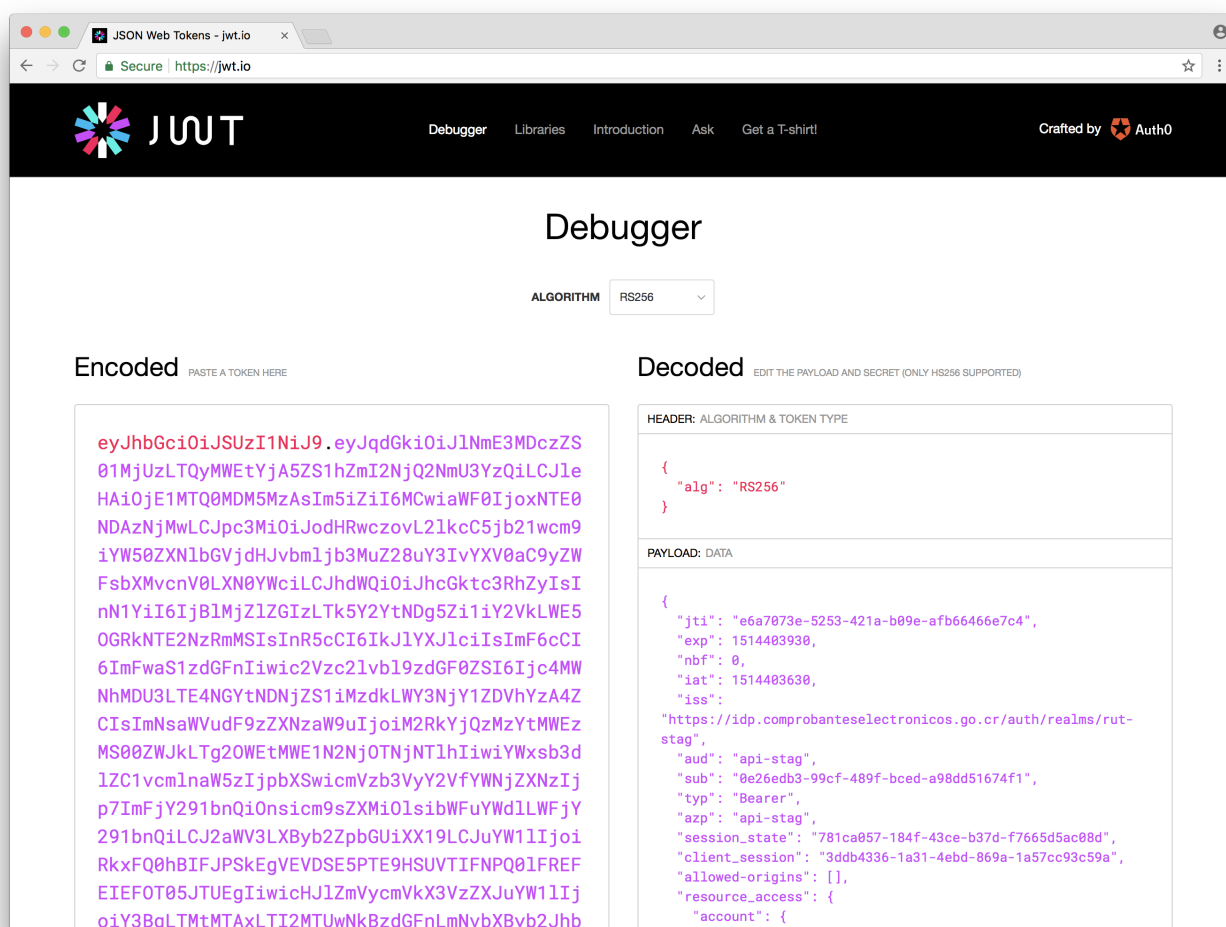 JSON Web Tokens - jwt.io
Secure https://jwt.io
JWT
Debugger Libraries Introduction Ask Get a T-shirt! Crafted by Auth0
Debugger
ALGORITHM RS256
Encoded PASTE A TOKEN HERE
eyJhbGciOiJSUzI1NiJ9.eyJqdGkiOiJlNmE3MDczZS
01MjUzLTQyMWEtYjA5ZS1hZmI2NjQ2NmU3YzQiLCJle
HAiOjE1MTQ0MDM5MzAsIm5iZiI6MCwiaWF0IjoxNTE0
NDAzNjMwLCJpc3MiOiJodHRwczovL2lkcC5jb21wcm9
iYW50ZXNlbGVjdHJvbmljb3MuZ28uY3IvYXV0aC9yZW
FsbXMvcnV0LXN0YWciLCJhdWQiOiJhcGktc3RhZyIsI
nN1YiI6IjBlMjZlZGIzLTk5Y2YtNDg5Zi1iY2VkLWE5
OGRkNTE2NzRmMSIsInR5cCI6IkJlYXJlciIsImF6cCI
6ImFwaS1zdGFnIiwic2Vzc2lvbl9zdGF0ZSI6Ijc4MW
NhMDU3LTE4NGYtNDNjZS1iMzdkLWY3NjY1ZDVhYzA4Z
CIsImNsaWVudF9zZXNzaW9uIjoiM2RkYjQzMzYtMWEz
MS00ZWJkLTg2OWEtMWE1N2NjOTNjNTlhIiwiYWxsb3d
lZC1vcmlnaW5zIjpbXSwicmVzb3VyY2VfYWNjZXNzIj
p7ImFjY291bnQiOnsicm9sZXMiOlsibWFuYWdlLWFjY
291bnQiLCJ2aWV3LXByb2ZpbGUiXX19LCJuYW1lIjoi
RkxFQ0hBIFJPSkEgVEVDSE5PTE9HSUVTIFNPQ0lFREF
EIEFOT05JTUEgIiwicHJlZmVycmVkX3VzZXJuYW1lIj
oiY3BqLTMtMTAxLTI2MTUwNkBzdGFnLmNvbXByb2Jhb
Decoded EDIT THE PAYLOAD AND SECRET (ONLY HS256 SUPPORTED)
HEADER: ALGORITHM & TOKEN TYPE
{
"alg": "RS256"
}
PAYLOAD: DATA
{
"jti": "e6a7073e-5253-421a-b09e-afb66466e7c4",
"exp": 1514403930,
"nbf": 0,
"iat": 1514403630,
"iss":
"https://idp.comprobanteselectronicos.go.cr/auth/realms/rut-
stag",
"aud": "api-stag",
"sub": "0e26edb3-99cf-489f-bced-a98dd51674f1",
"typ": "Bearer",
"azp": "api-stag",
"session_state": "781ca057-184f-43ce-b37d-f7665d5ac08d",
"client_session": "3ddb4336-1a31-4ebd-869a-1a57cc93c59a",
"allowed-origins": [],
"resource_access": {
"account": {